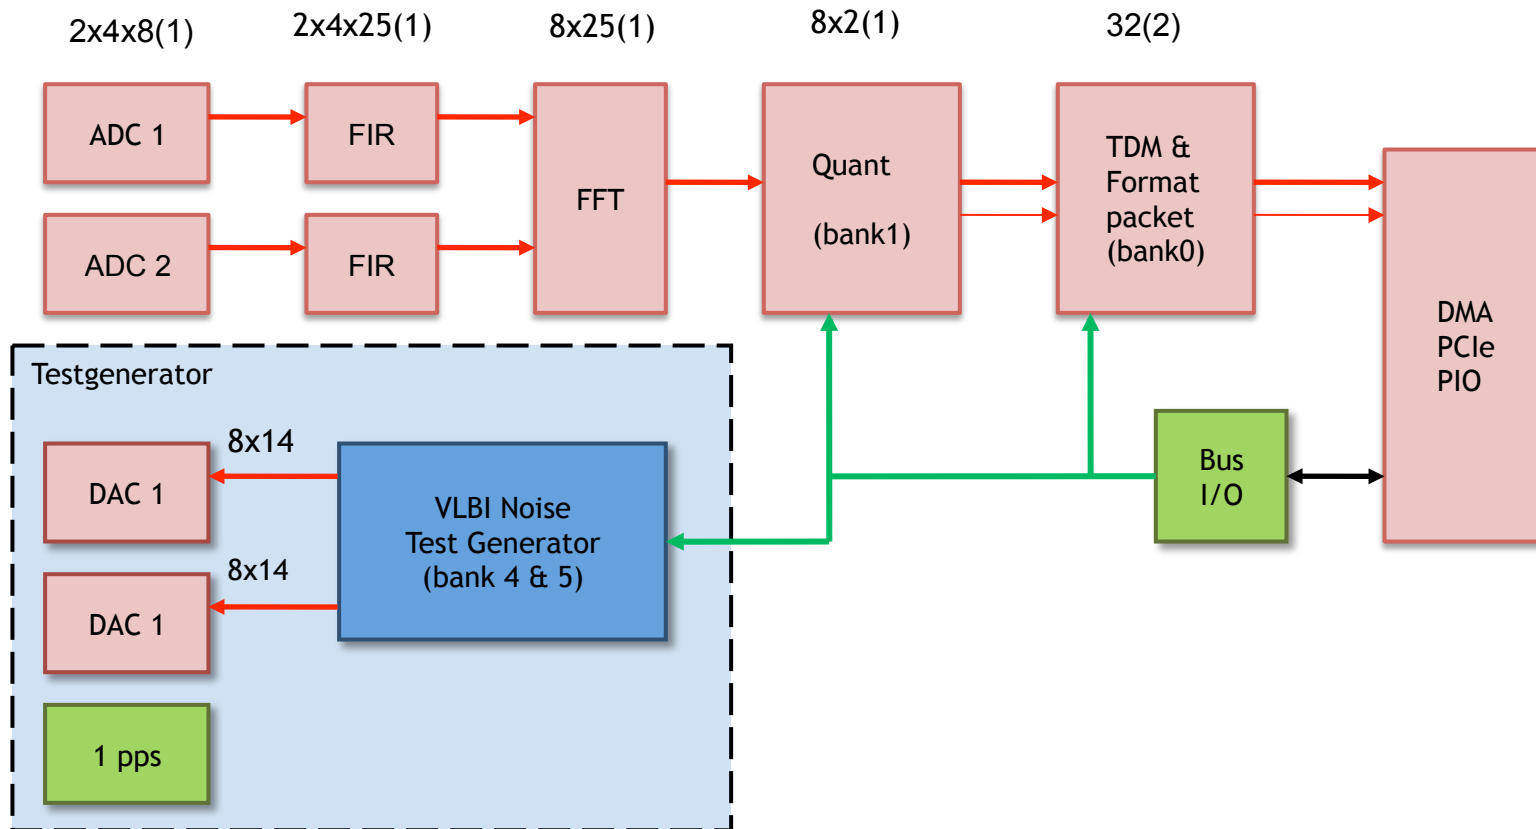 2x4x8(1)
2x4x25(1)
8x25(1)
8x2(1)
32(2)
ADC 1
FIR
ADC 2
FIR
FFT
Quant
(bank1)
TDM &
Format
packet
(bank0)
DMA
PCIe
PIO
Bus
I/O
Testgenerator
8x14
DAC 1
8x14
DAC 1
VLBI Noise
Test Generator
(bank 4 & 5)
1 pps